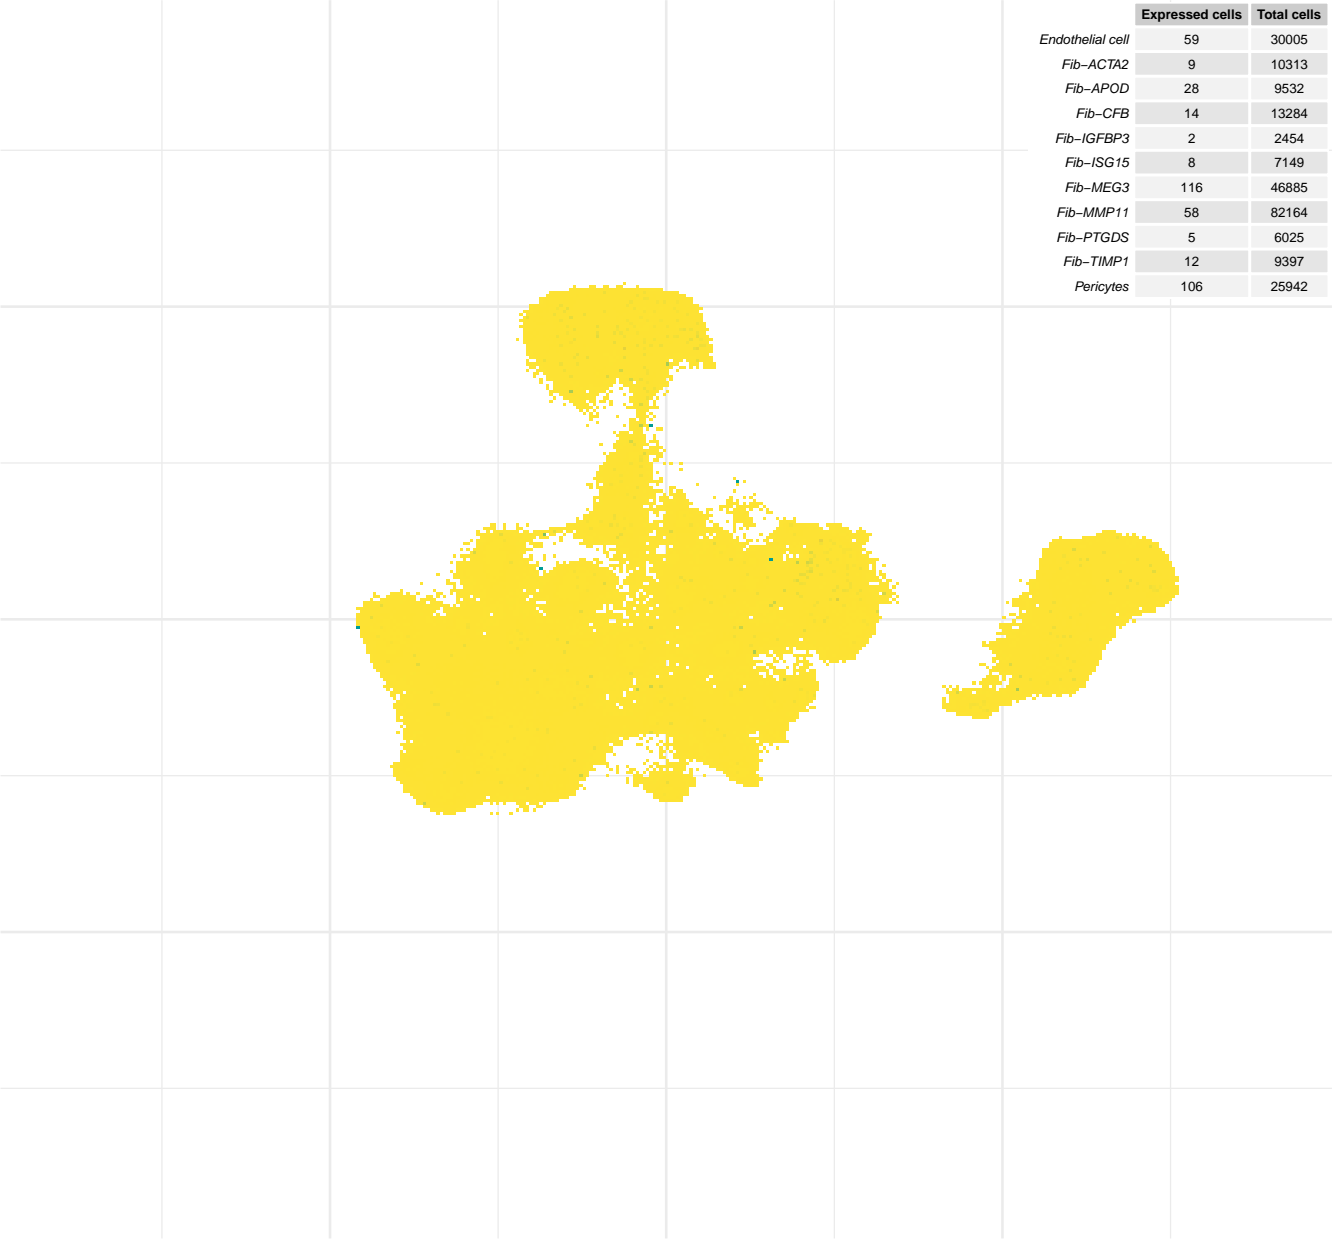 Expressed cells Total cells
Endothelial cell 59 30005
Fib−ACTA2 9 10313
Fib−APOD 28 9532
Fib−CFB 14 13284
Fib−IGFBP3 2 2454
Fib−ISG15 8 7149
Fib−MEG3 116 46885
Fib−MMP11 58 82164
Fib−PTGDS 5 6025
Fib−TIMP1 12 9397
Pericytes 106 25942